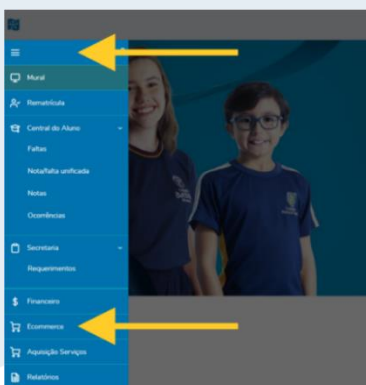 Mural
Rematrícula
Central do Aluno
Faltas
Nota/falta unificada
Notas
Ocorrências
Secretaria
Requerimentos
Financeiro
Ecommerce
Aquisição Serviços
Relatórios